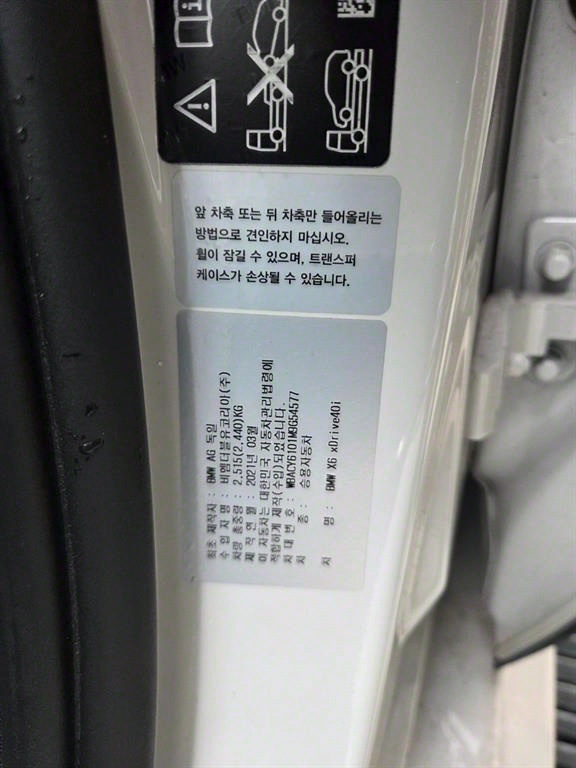 앞 차축 또는 뒤 차축만 들어올리는
방법으로 견인하지 마십시오.
휠이 잠길 수 있으며, 트랜스퍼
케이스가 손상될 수 있습니다.
최초 제작자 : BMW AG 독일
수 입 자 명 : 비엠더블유코리아(주)
차량 총중량 : 2,515(2,440)KG
제 작 연 월 : 2021년 03월
이 자동차는 대한민국 자동차관리법령에
적합하게 제작(수입)되었습니다.
차 대 번 호 : WBACY6101M9G54577
차 종 : 승용자동차
차 명 : BMW X6 xDrive40i